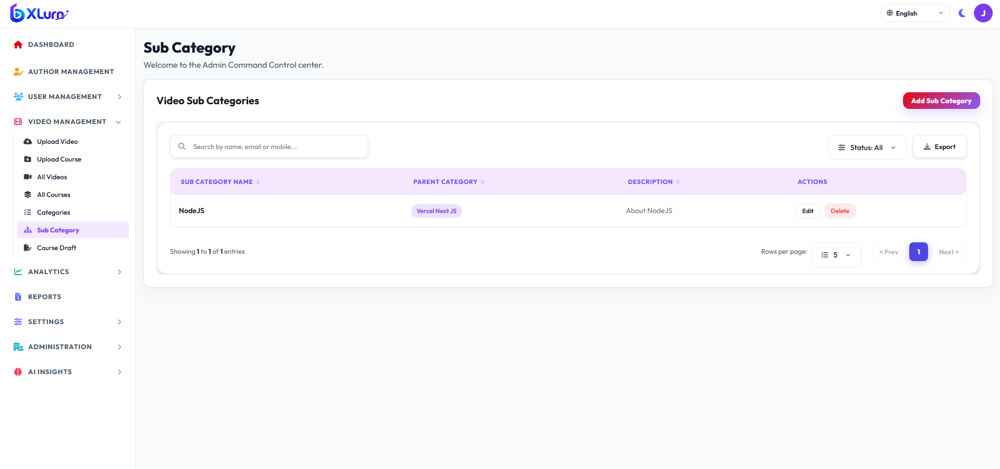 XLurn
English
J
DASHBOARD
AUTHOR MANAGEMENT
USER MANAGEMENT
VIDEO MANAGEMENT
Upload Video
Upload Course
All Videos
All Courses
Categories
Sub Category
Course Draft
ANALYTICS
REPORTS
SETTINGS
ADMINISTRATION
AI INSIGHTS
Sub Category
Welcome to the Admin Command Control center.
Video Sub Categories
Add Sub Category
Search by name, email or mobile...
Status: All
Export
SUB CATEGORY NAME PARENT CATEGORY DESCRIPTION ACTIONS
NodeJS Vercel Next JS About NodeJS Edit Delete
Showing 1 to 1 of 1 entries
Rows per page: 5 < Prev 1 Next >